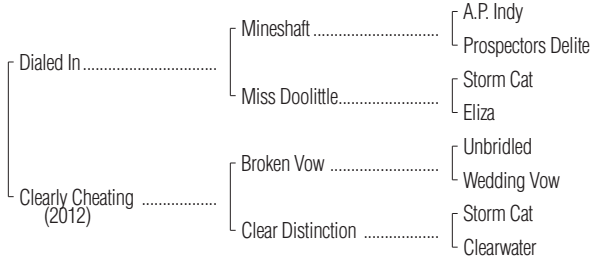 A.P. Indy
Mineshaft ......................................
Prospectors Delite
Dialed In........................................
Storm Cat
Miss Doolittle..............................
Eliza
Unbridled
Broken Vow .................................
Wedding Vow
Clearly Cheating ......................
(2012)
Storm Cat
Clear Distinction .......................
Clearwater